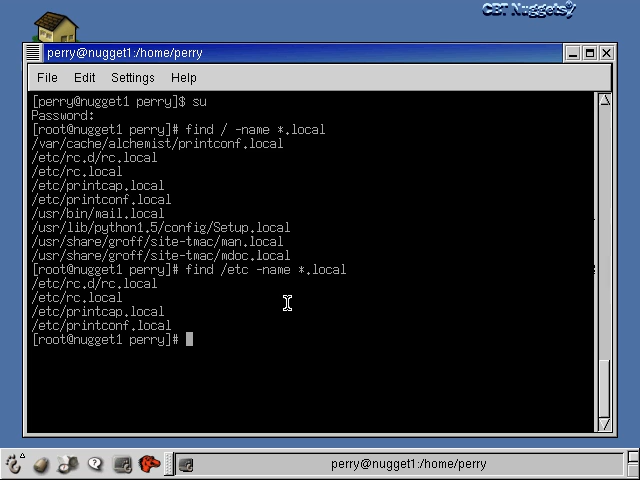 CBT Nuggets
perry@nugget1:/home/perry
File Edit Settings Help
[perry@nugget1 perry]$ su
Password:
[root@nugget1 perry]# find / -name *.local
/var/cache/alchemist/printconf.local
/etc/rc.d/rc.local
/etc/rc.local
/etc/printcap.local
/etc/printconf.local
/usr/bin/mail.local
/usr/lib/python1.5/config/Setup.local
/usr/share/groff/site-tmac/man.local
/usr/share/groff/site-tmac/mdoc.local
[root@nugget1 perry]# find /etc -name *.local
/etc/rc.d/rc.local
/etc/rc.local
/etc/printcap.local
/etc/printconf.local
[root@nugget1 perry]#
perry@nugget1:/home/perry